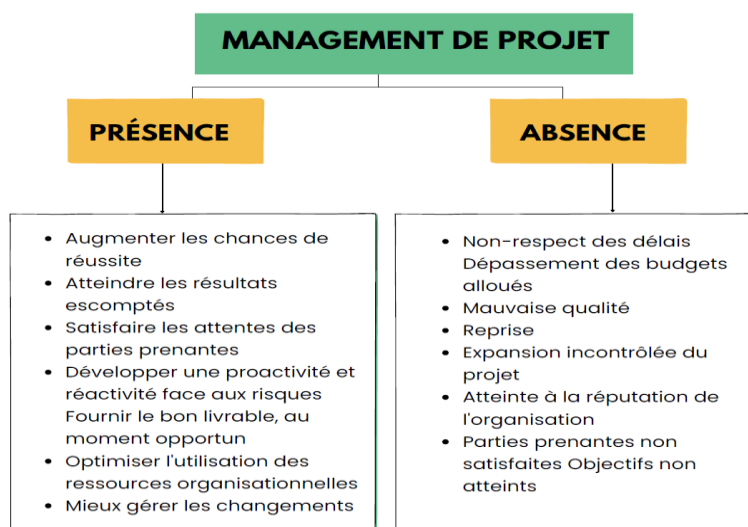 MANAGEMENT DE PROJET
PRÉSENCE
• Augmenter les chances de
réussite
• Atteindre les résultats
escomptés
• Satisfaire les attentes des
parties prenantes
• Développer une proactivité et
réactivité face aux risques
Fournir le bon livrable, au
moment opportun
• Optimiser l'utilisation des
ressources organisationnelles
• Mieux gérer les changements
ABSENCE
• Non-respect des délais
Dépassement des budgets
alloués
• Mauvaise qualité
• Reprise
• Expansion incontrôlée du
projet
• Atteinte à la réputation de
l'organisation
• Parties prenantes non
satisfaites Objectifs non
atteints